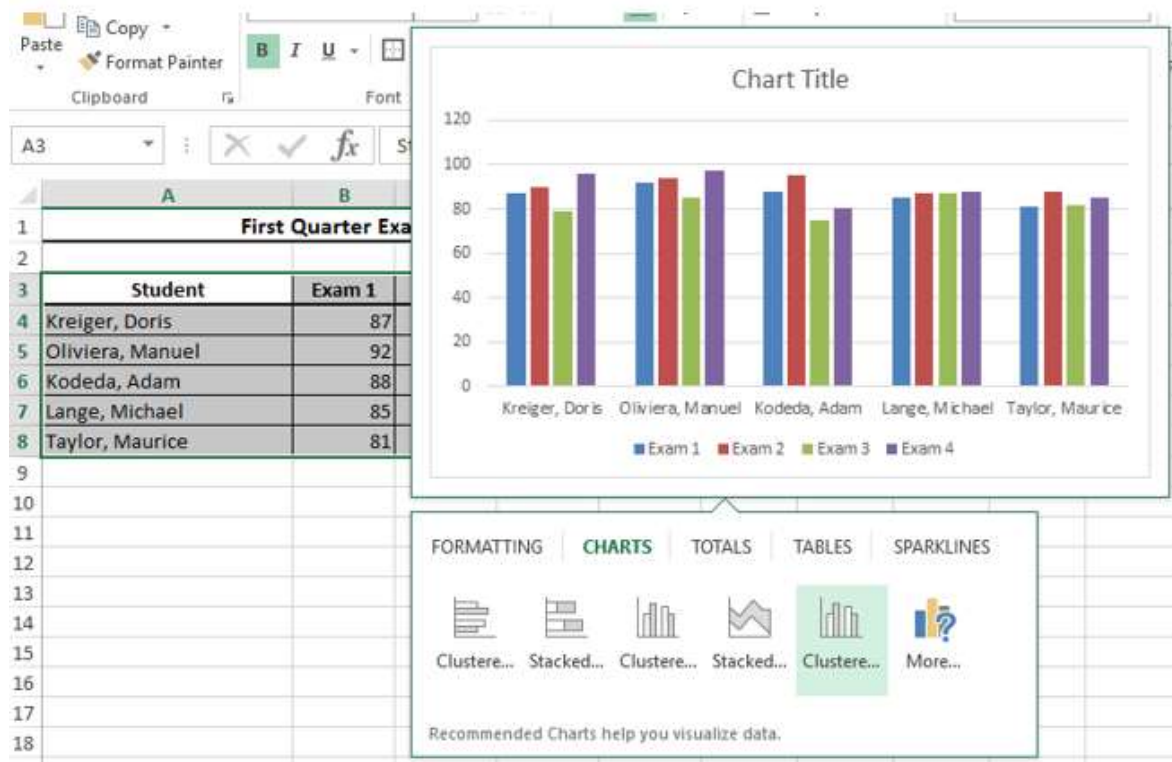 Copy
Paste
Format Painter
B I U
Clipboard
Font
A3
fx
A B
1 First Quarter Exa
2
3 Student Exam 1
4 Kreiger, Doris 87
5 Oliviera, Manuel 92
6 Kodeda, Adam 88
7 Lange, Michael 85
8 Taylor, Maurice 81
9
10
11
12
13
14
15
16
17
18
Chart Title
120
100
80
60
40
20
0
Kreiger, Doris Oliviera, Manuel Kodeda, Adam Lange, Michael Taylor, Maurice
Exam 1 Exam 2 Exam 3 Exam 4
FORMATTING CHARTS TOTALS TABLES SPARKLINES
Clustere... Stacked... Clustere... Stacked... Clustere... More...
Recommended Charts help you visualize data.